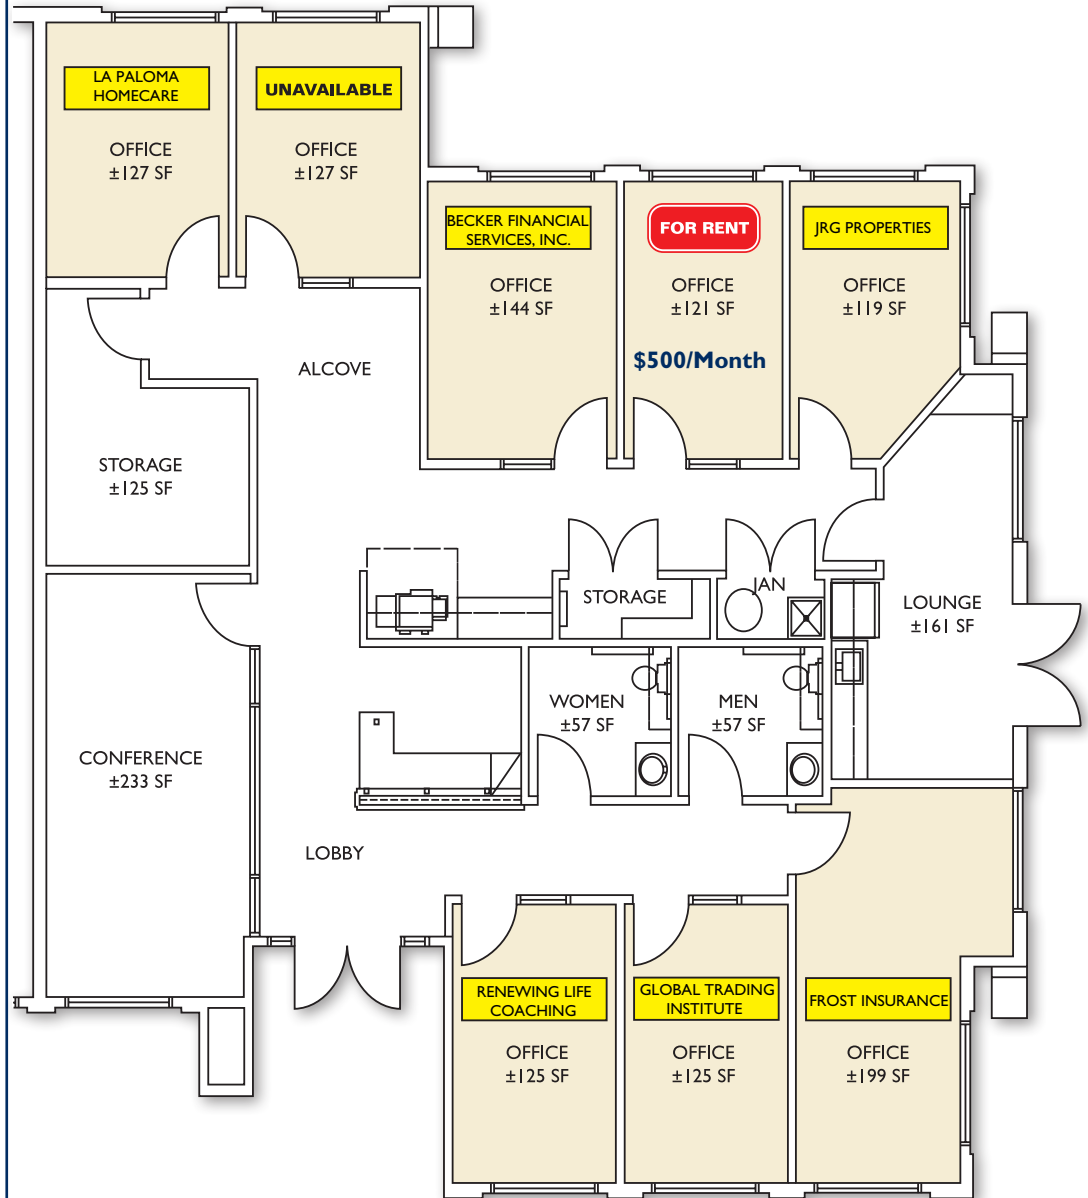 LA PALOMA
HOMECARE
OFFICE
±127 SF
UNAVAILABLE
OFFICE
±127 SF
BECKER FINANCIAL
SERVICES, INC.
OFFICE
±144 SF
FOR RENT
OFFICE
±121 SF
$500/Month
JRG PROPERTIES
OFFICE
±119 SF
ALCOVE
STORAGE
±125 SF
STORAGE
JAN
LOUNGE
±161 SF
WOMEN
±57 SF
MEN
±57 SF
CONFERENCE
±233 SF
LOBBY
RENEWING LIFE
COACHING
OFFICE
±125 SF
GLOBAL TRADING
INSTITUTE
OFFICE
±125 SF
FROST INSURANCE
OFFICE
±199 SF